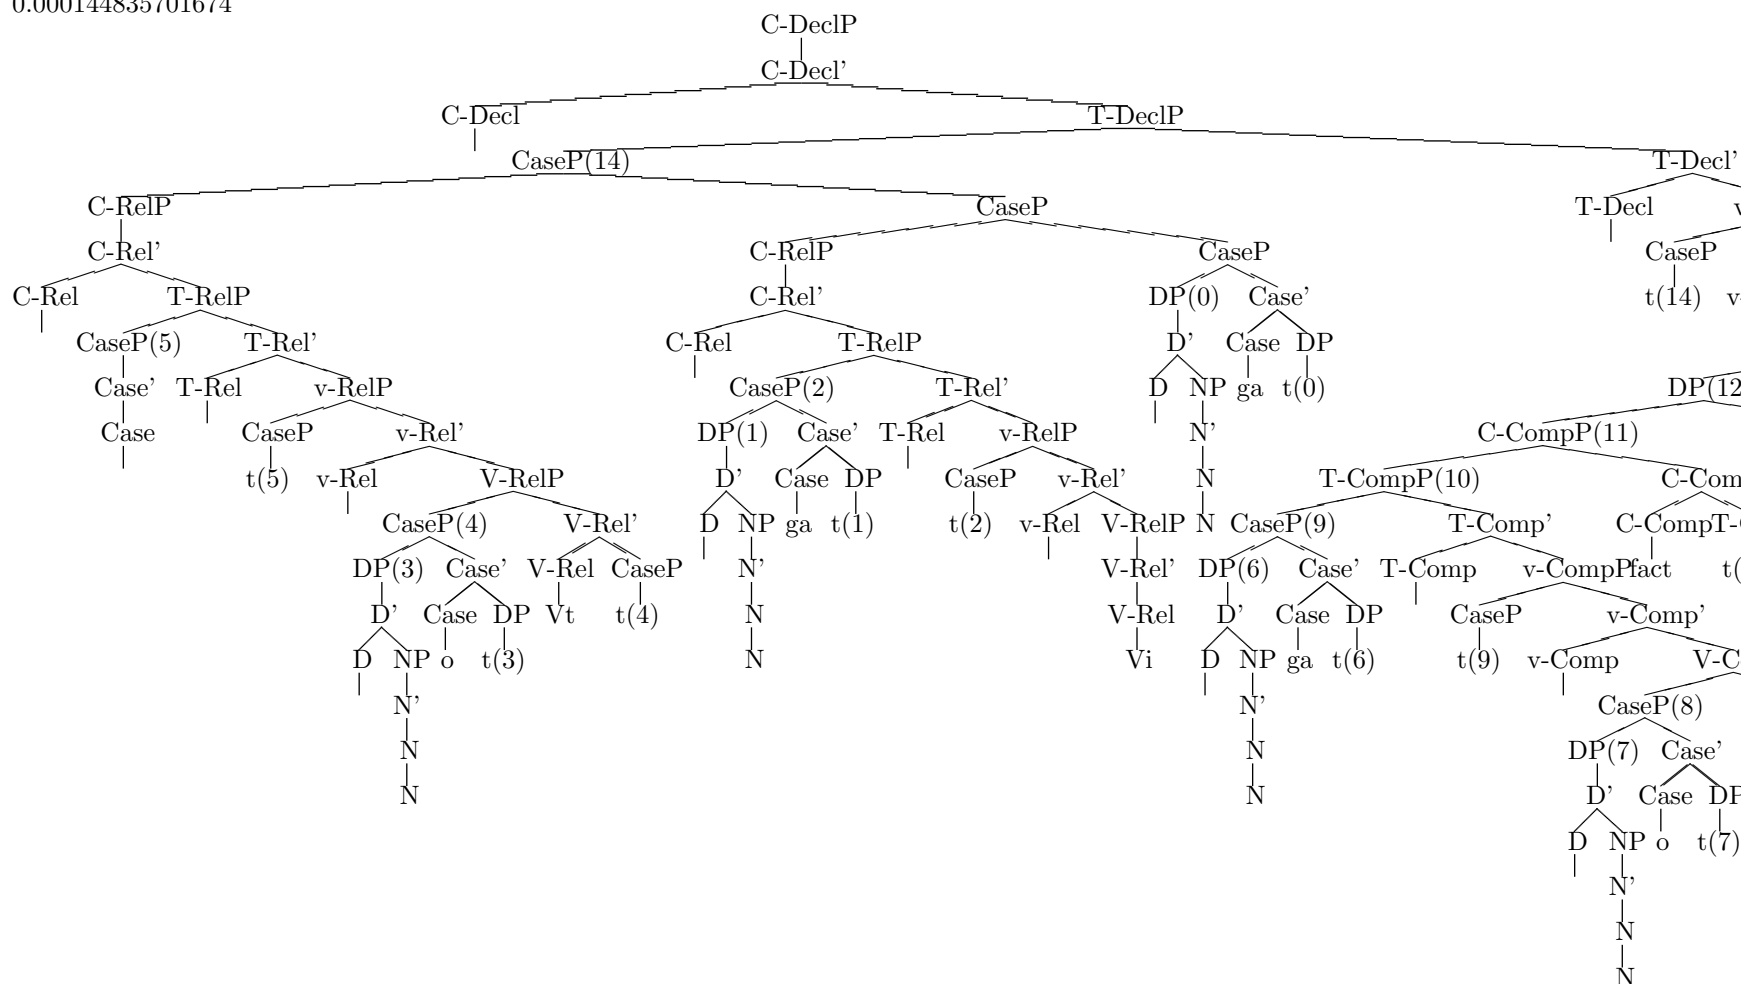 0.000144835701674
C-DeclP
C-Decl'
C-Decl T-DeclP
CaseP(14) T-Decl'
C-RelP CaseP T-Decl
C-Rel' C-RelP CaseP CaseP
C-Rel T-RelP C-Rel' DP(0) Case' t(14)
CaseP(5) T-Rel' C-Rel T-RelP D' Case DP
Case' T-Rel v-RelP CaseP(2) T-Rel' D NP ga t(0) DP(12
Case CaseP v-Rel' DP(1) Case' T-Rel v-RelP N' C-CompP(11)
t(5) v-Rel V-RelP D' Case DP CaseP v-Rel' N T-CompP(10) C-Com
CaseP(4) V-Rel' D NP ga t(1) t(2) v-Rel V-RelP N CaseP(9) T-Comp' C-CompT-
DP(3) Case' V-Rel CaseP N' V-Rel' DP(6) Case' T-Comp v-CompPfact t(
D' Case DP Vt t(4) N V-Rel D' Case DP CaseP v-Comp'
D NP o t(3) N Vi D NP ga t(6) t(9) v-Comp V-C
N' N' CaseP(8)
N N DP(7) Case'
N N D' Case DP
D NP o t(7)
N'
N
N